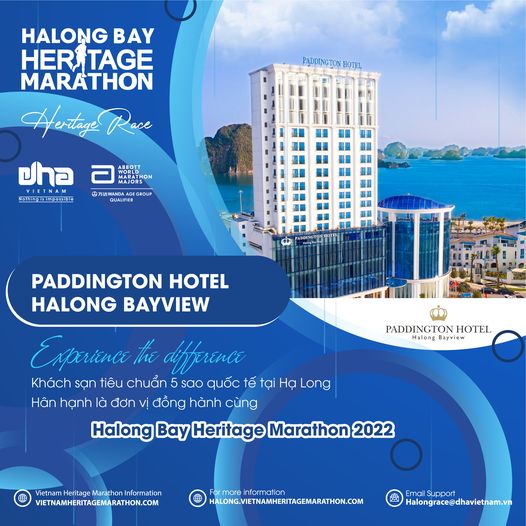 HALONG BAY
HERITAGE
MARATHON
Heritage Race
dha
VIETNAM
Nothing is impossible
ABBOTT
WORLD
MARATHON
MAJORS
WANDA AGE GROUP
QUALIFIER
PADDINGTON HOTEL
PADDINGTON HOTEL
PADDINGTON HOTEL
HALONG BAYVIEW
PADDINGTON HOTEL
Halong Bayview
Experience the difference
Khách sạn tiêu chuẩn 5 sao quốc tế tại Hạ Long
Hân hạnh là đơn vị đồng hành cùng
Halong Bay Heritage Marathon 2022
Vietnam Heritage Marathon Information
VIETNAMHERITAGEMARATHON.COM
For more information
HALONG.VIETNAMHERITAGEMARATHON.COM
Email Support
Halongrace@dhavietnam.vn